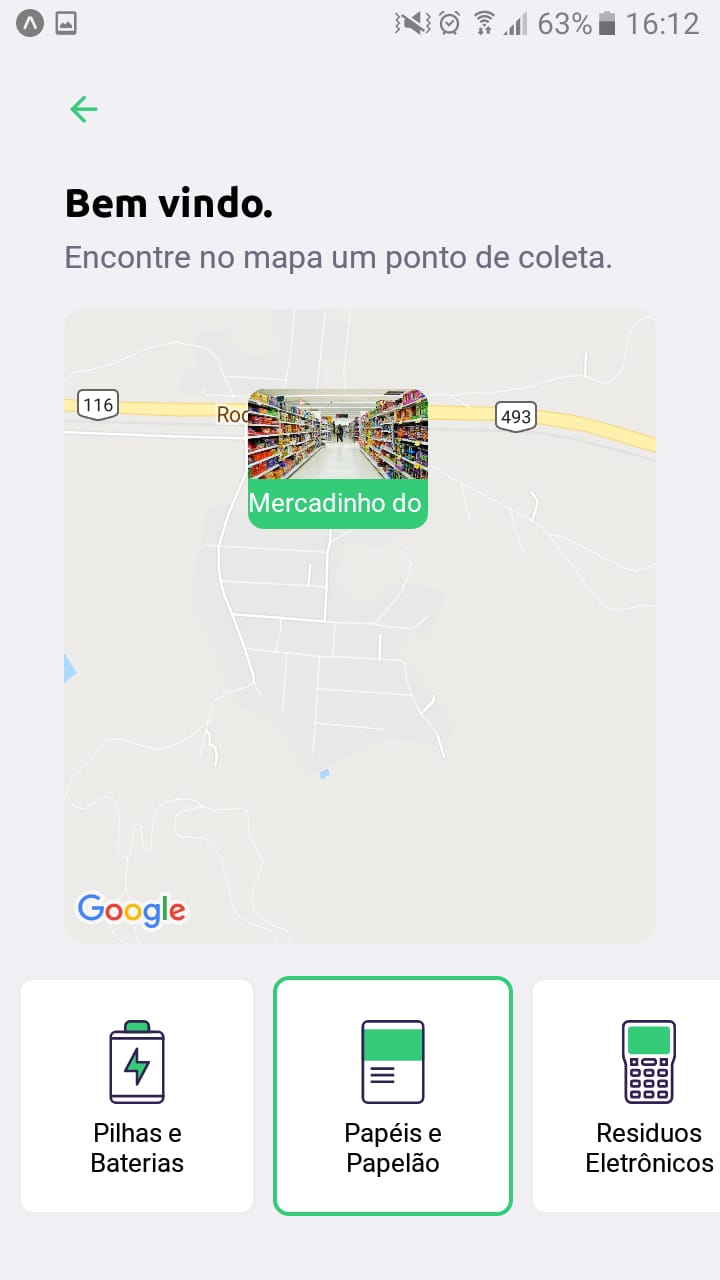 63% 16:12
Bem vindo.
Encontre no mapa um ponto de coleta.
116
Roc
493
Mercadinho do
Google
Pilhas e
Baterias
Papéis e
Papelão
Residuos
Eletrônicos